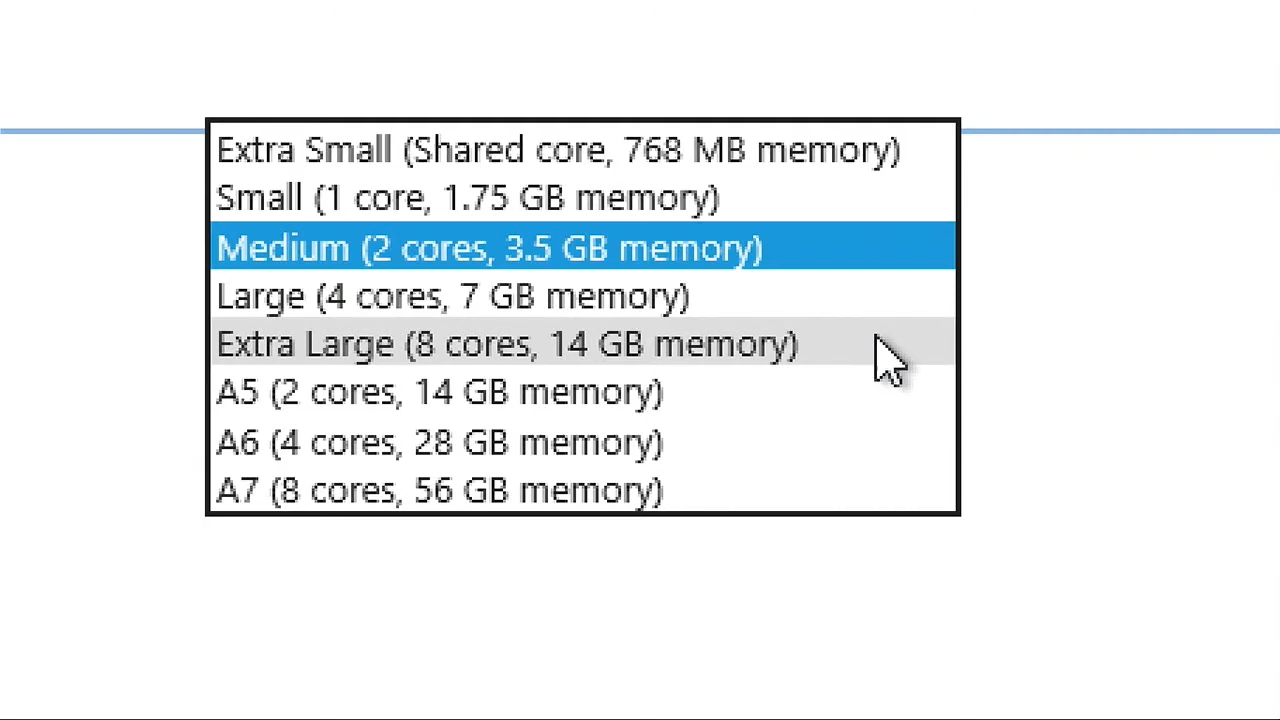 Extra Small (Shared core, 768 MB memory)
Small (1 core, 1.75 GB memory)
Medium (2 cores, 3.5 GB memory)
Large (4 cores, 7 GB memory)
Extra Large (8 cores, 14 GB memory)
A5 (2 cores, 14 GB memory)
A6 (4 cores, 28 GB memory)
A7 (8 cores, 56 GB memory)